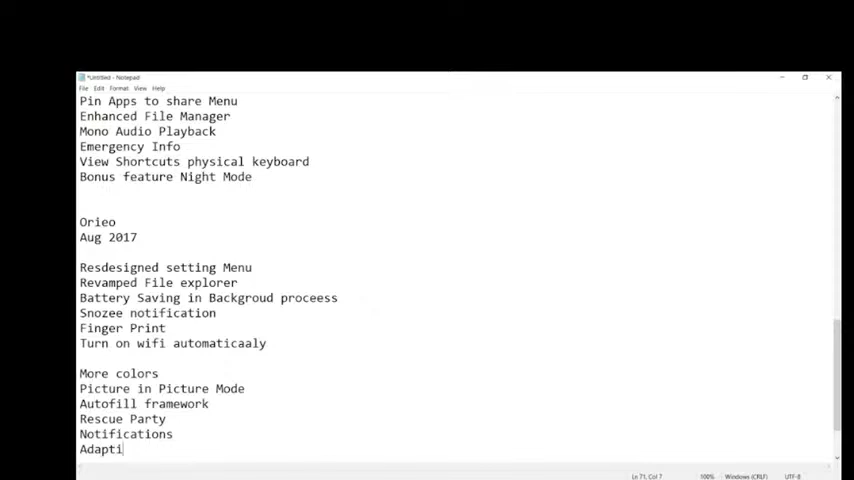 *Untitled - Notepad
File Edit Format View Help
Pin Apps to share Menu
Enhanced File Manager
Mono Audio Playback
Emergency Info
View Shortcuts physical keyboard
Bonus feature Night Mode
Orieo
Aug 2017
Resdesigned setting Menu
Revamped File explorer
Battery Saving in Backgroud proceess
Snozee notification
Finger Print
Turn on wifi automaticaaly
More colors
Picture in Picture Mode
Autofill framework
Rescue Party
Notifications
Adapti
Ln 71, Col 7 100% Windows (CRLF) UTF-8